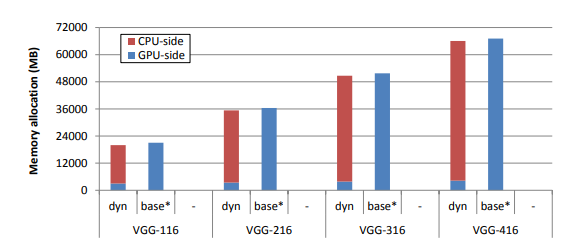 72000
60000
48000
36000
24000
12000
0
Memory allocation (MB)
CPU-side
GPU-side
dyn base* - dyn base* - dyn base* - dyn base* -
VGG-116 VGG-216 VGG-316 VGG-416